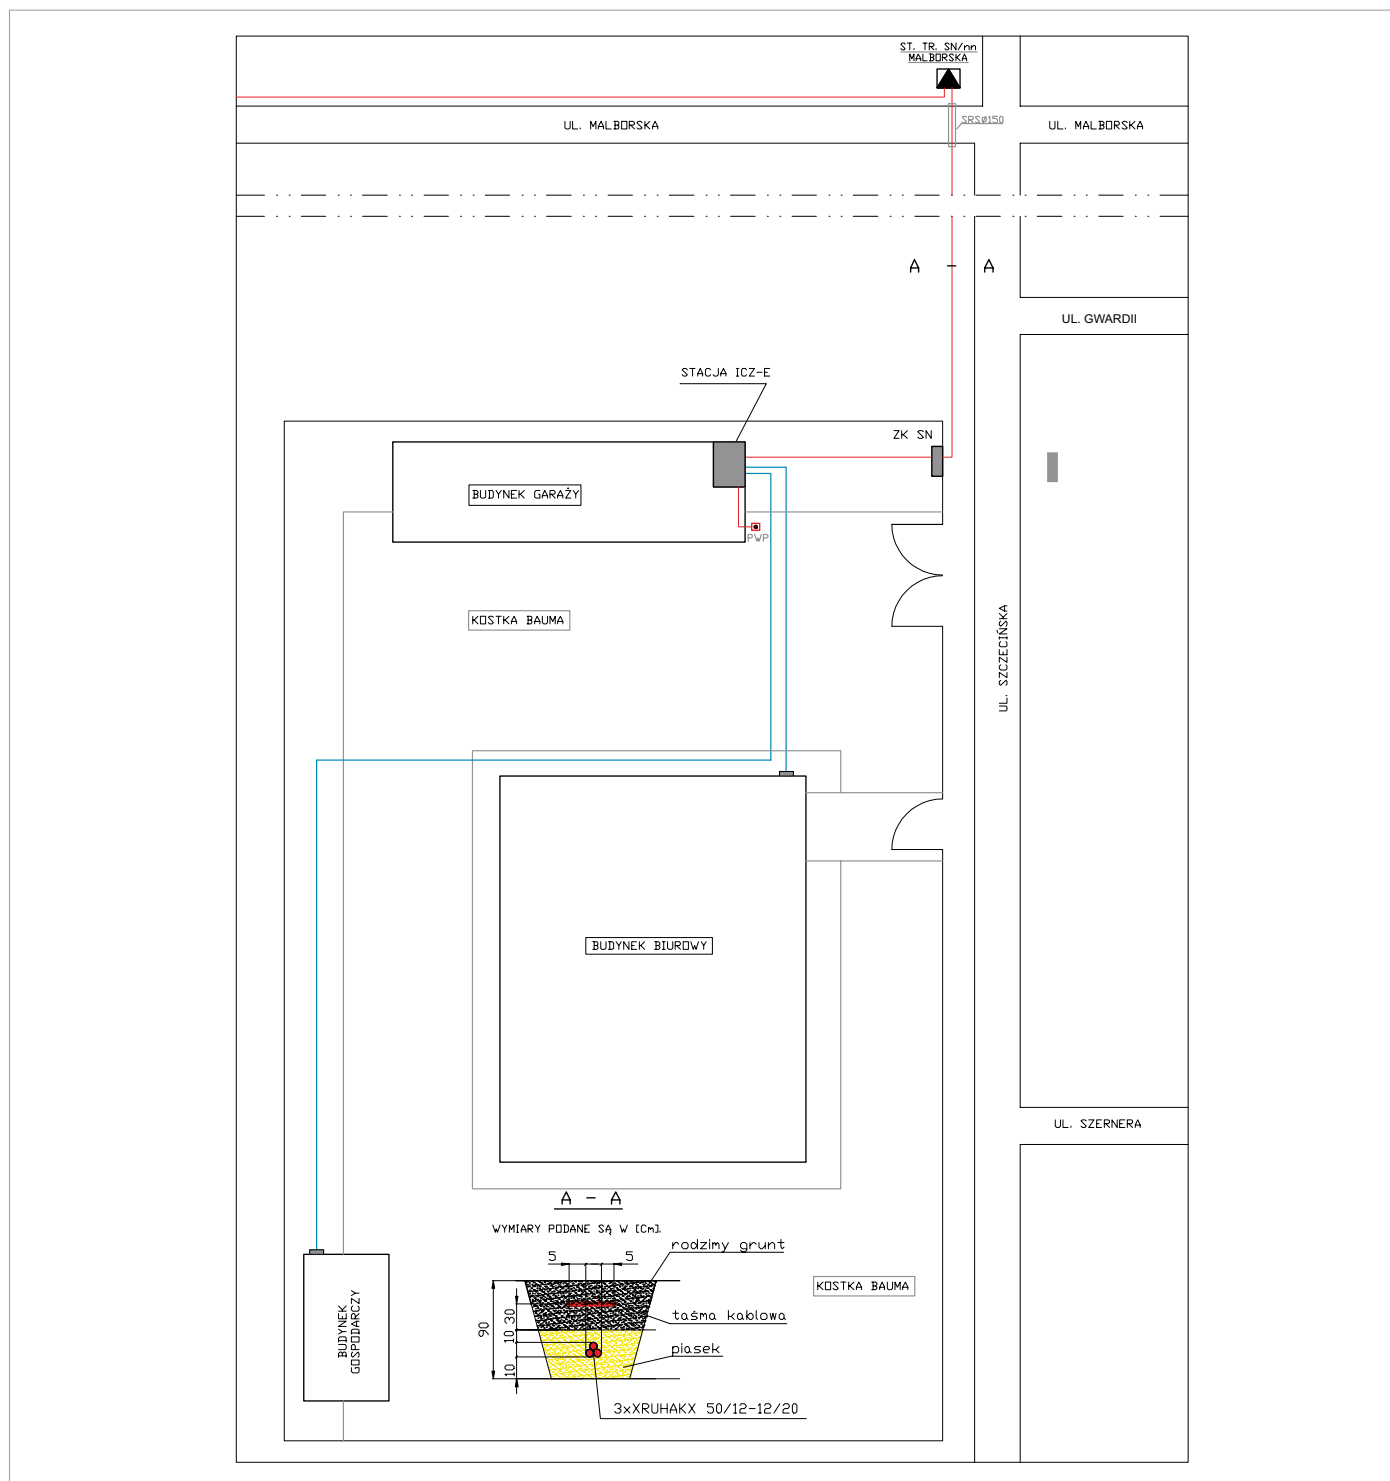 ST. TR. SN/nn
MALBORSKA
SRSø150
UL. MALBORSKA
UL. MALBORSKA
A - A
UL. GWARDII
STACJA ICZ-E
ZK SN
BUDYNEK GARAŻY
PWP
KOSTKA BAUMA
UL. SZCZECIŃSKA
BUDYNEK BIUROWY
UL. SZERNERA
A - A
WYMIARY PODANE SĄ W [Cm].
5
5
rodzimy grunt
KOSTKA BAUMA
taśma kablowa
90
30
10
10
piasek
3xXRUHAKX 50/12-12/20
BUDYNEK
GOSPODARCZY